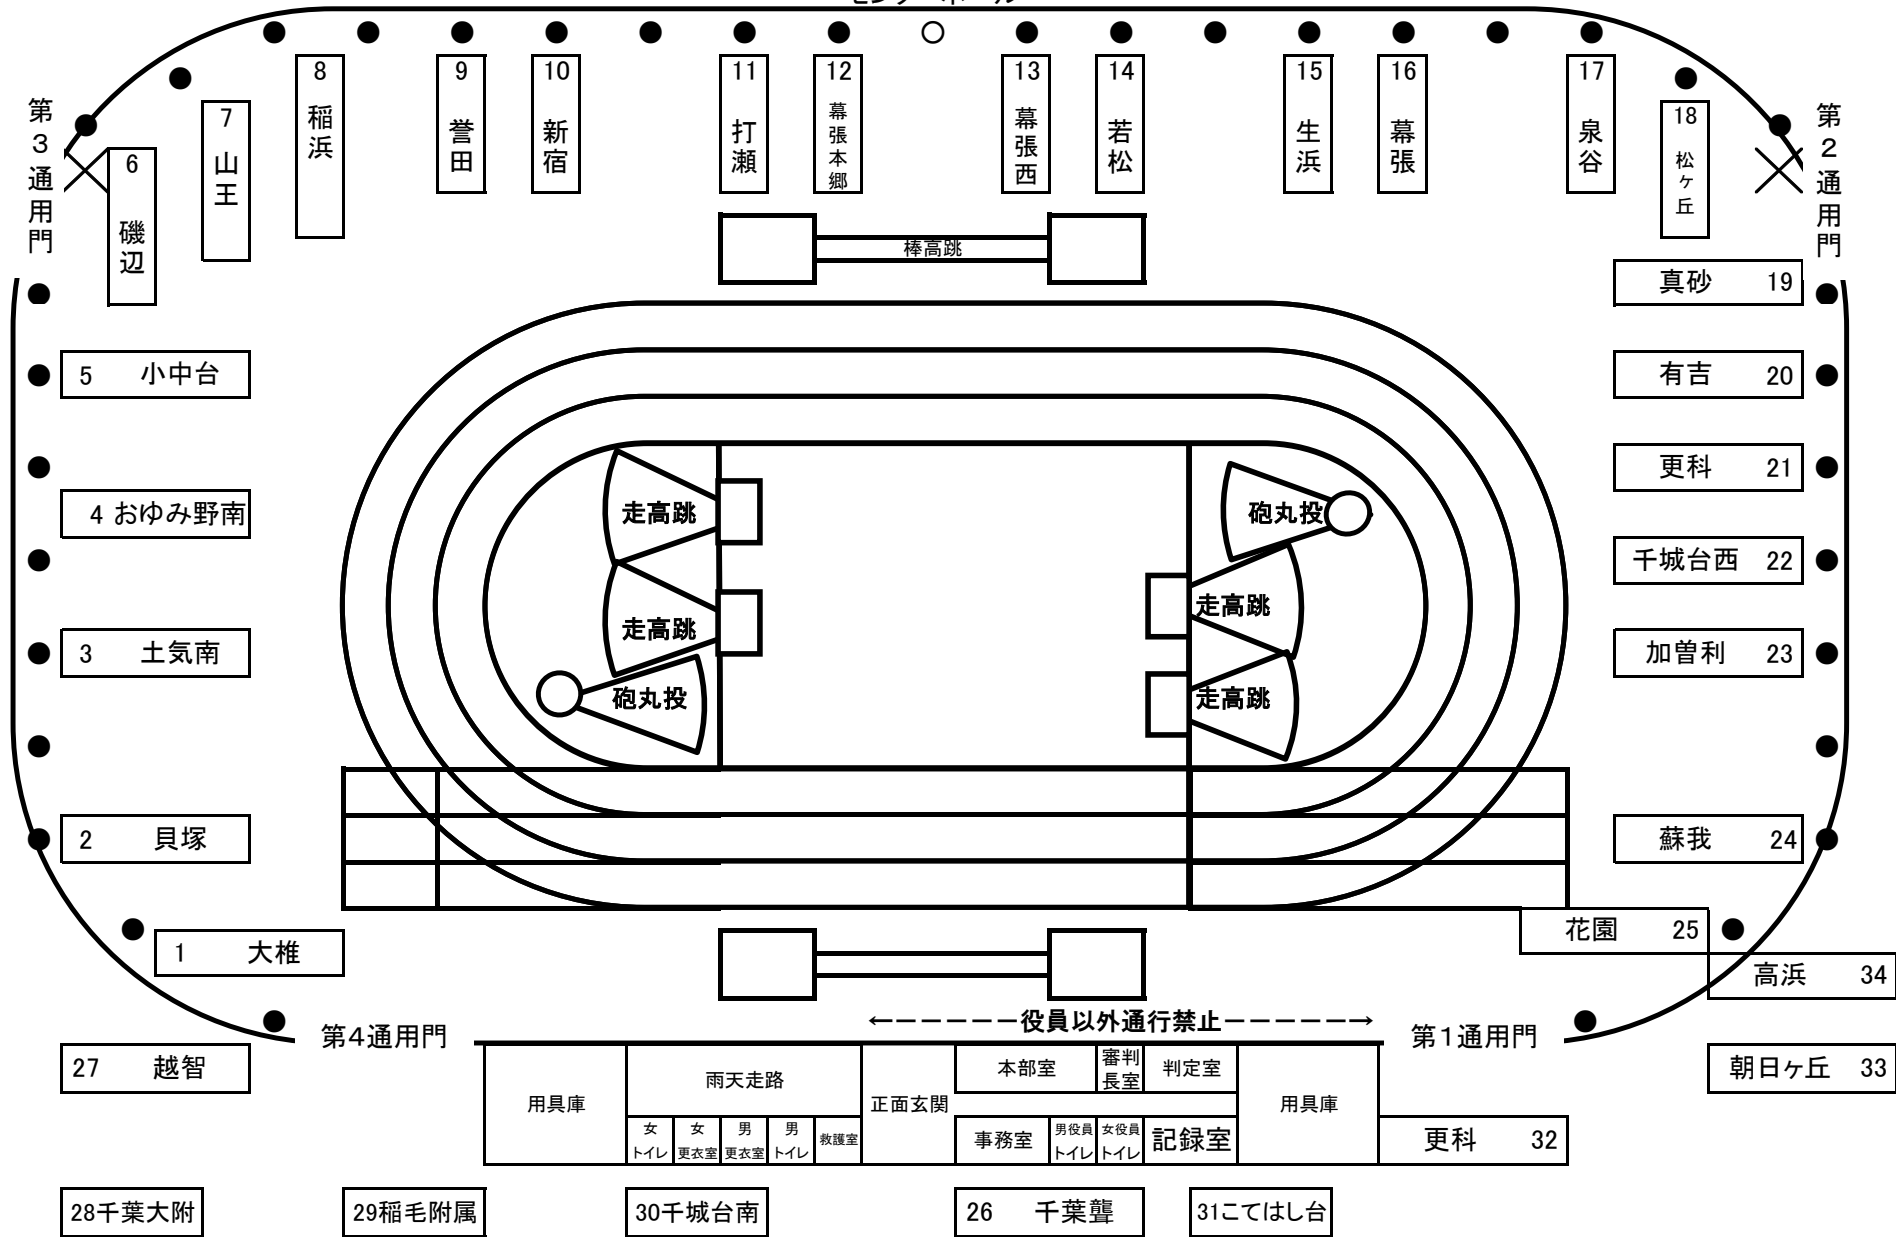 センターポール
8 稲浜
9 誉田
10 新宿
11 打瀬
12 幕張本郷
13 幕張西
14 若松
15 生浜
16 幕張
17 泉谷
7 山王
18 松ヶ丘
第3通用門
第2通用門
6 磯辺
棒高跳
真砂 19
5 小中台
有吉 20
更科 21
4 おゆみ野南
走高跳
砲丸投
千城台西 22
走高跳
走高跳
3 土気南
加曽利 23
砲丸投
走高跳
2 貝塚
蘇我 24
1 大椎
花園 25
高浜 34
←――――――役員以外通行禁止――――――→
第4通用門
第1通用門
27 越智
朝日ヶ丘 33
用具庫
雨天走路
正面玄関
本部室
審判長室
判定室
用具庫
女トイレ
女更衣室
男更衣室
男トイレ
救護室
事務室
男役員トイレ
女役員トイレ
記録室
更科 32
28千葉大附
29稲毛附属
30千城台南
26 千葉聾
31こてはし台